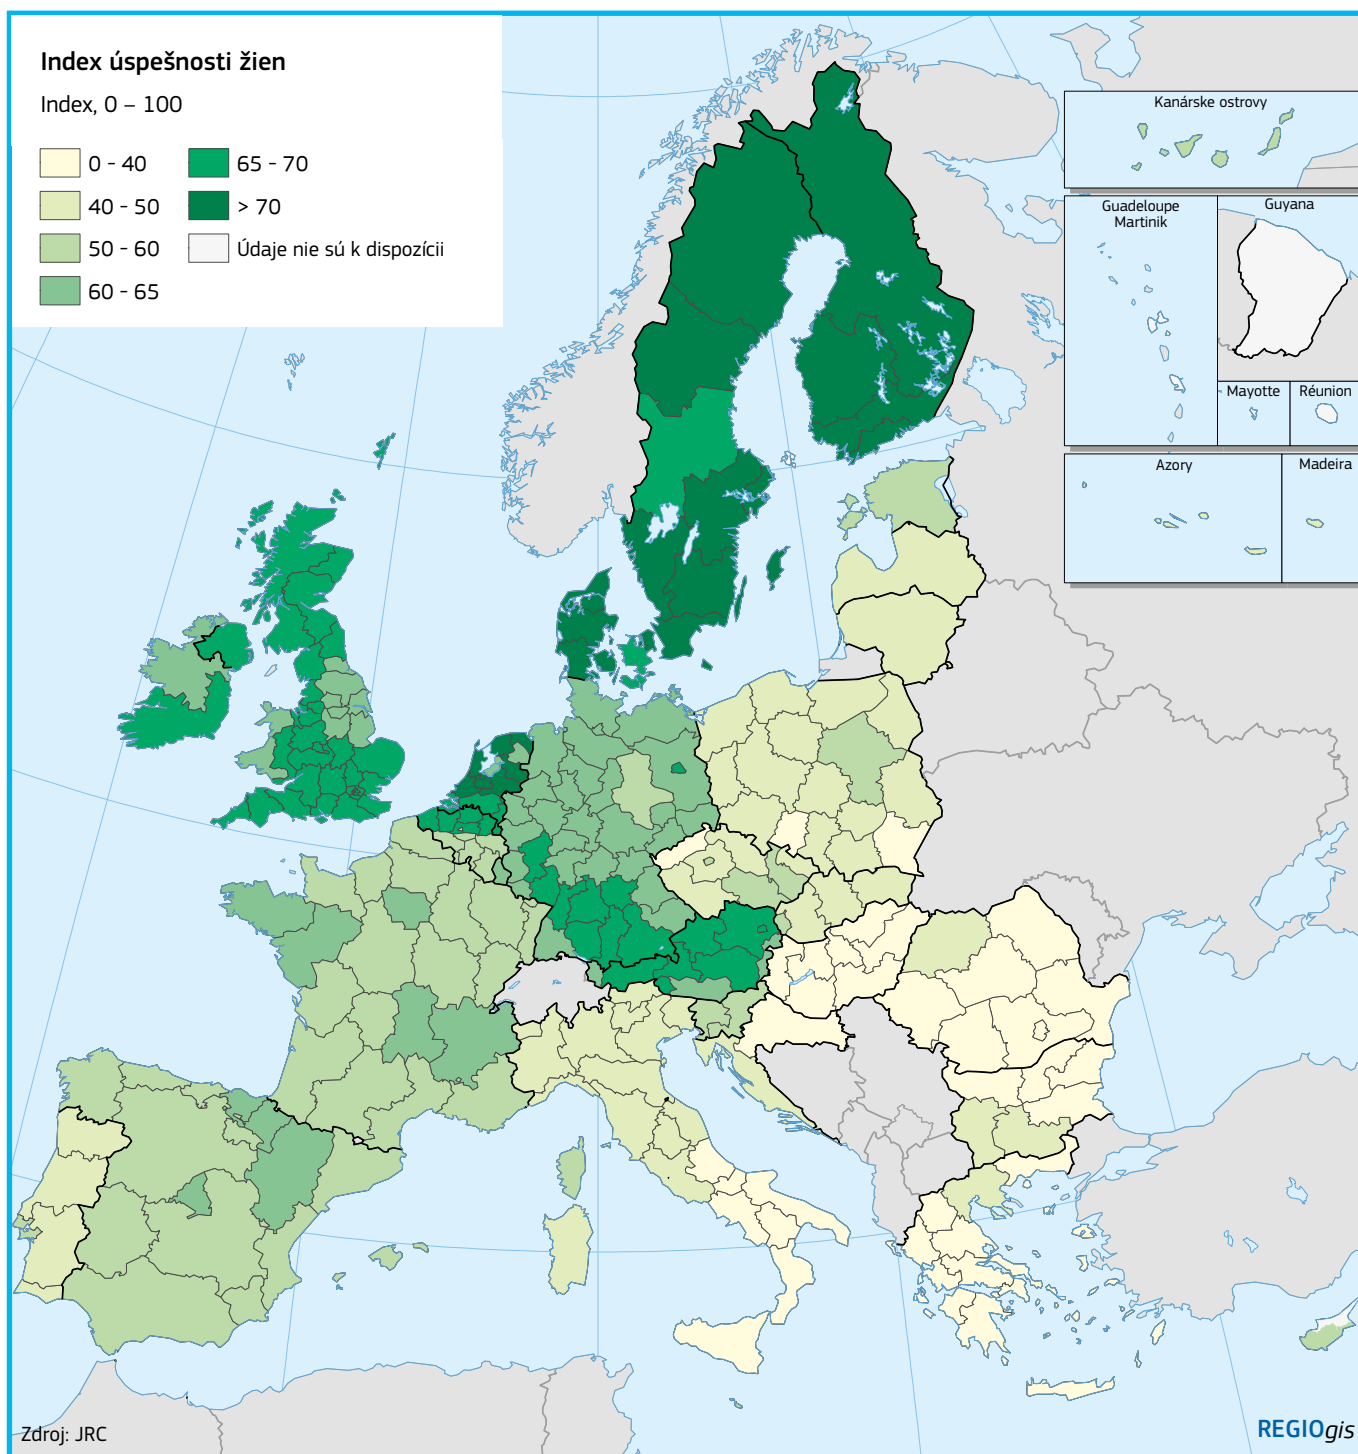 Index úspešnosti žien
Index, 0 – 100
0 - 40
65 - 70
40 - 50
> 70
50 - 60
Údaje nie sú k dispozícii
60 - 65
Kanárske ostrovy
Guadeloupe
Martinik
Guyana
Mayotte
Réunion
Azory
Madeira
Zdroj: JRC
REGIOgis